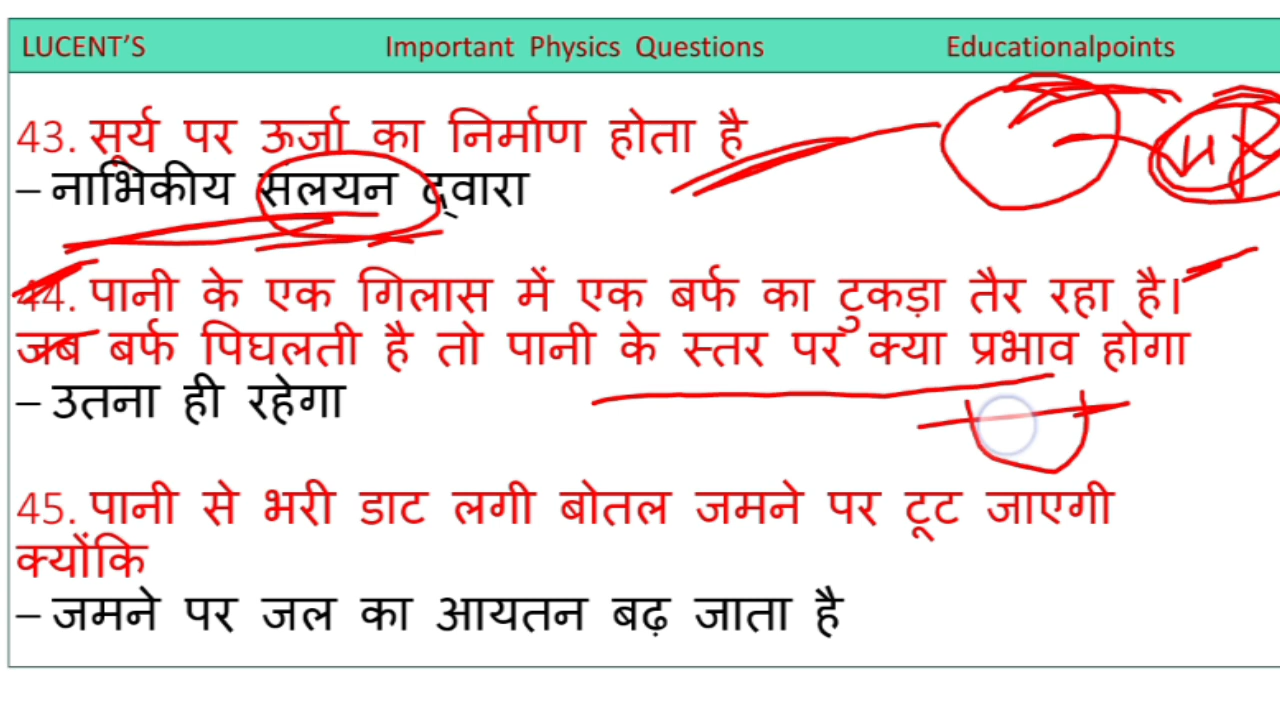 LUCENT'S Important Physics Questions Educationalpoints
43. सूर्य पर ऊर्जा का निर्माण होता है
– नाभिकीय सलयन द्वारा
44. पानी के एक गिलास में एक बर्फ का टुकड़ा तैर रहा है।
जब बर्फ पिघलती है तो पानी के स्तर पर क्या प्रभाव होगा
– उतना ही रहेगा
45. पानी से भरी डाट लगी बोतल जमने पर टूट जाएगी
क्योंकि
– जमने पर जल का आयतन बढ़ जाता है